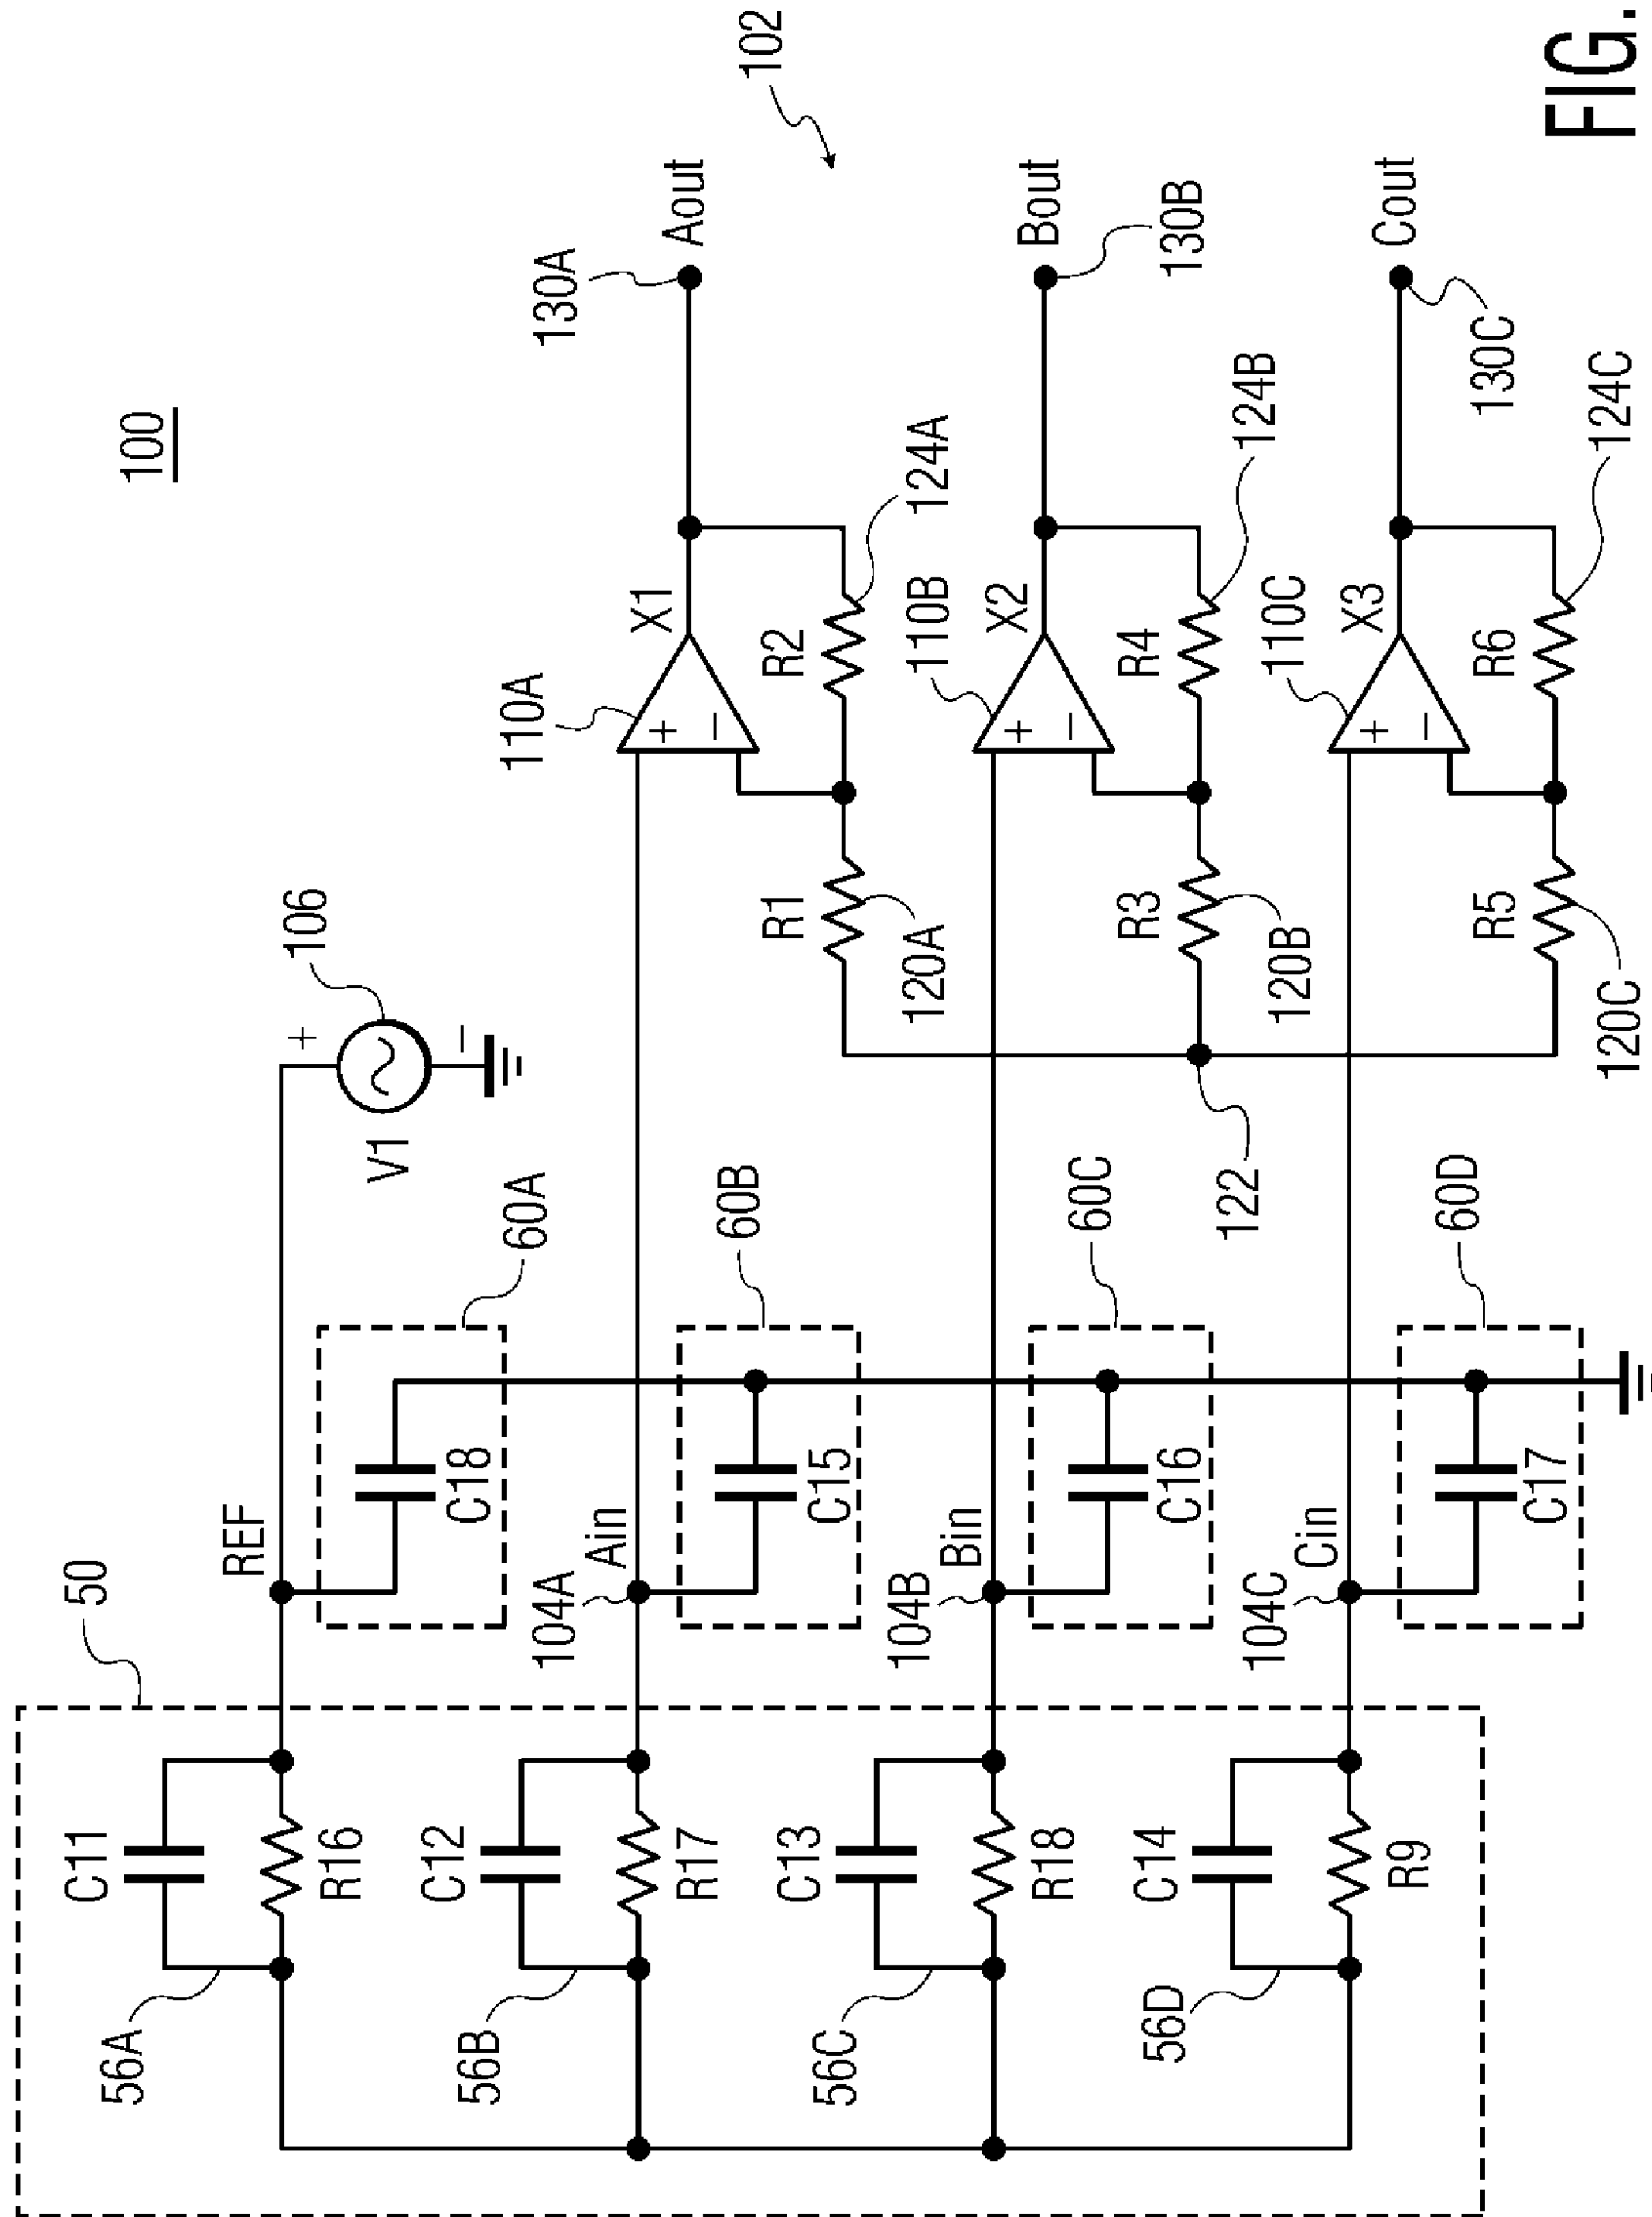 100
102
50
REF
106
V1
+
−
60A
C18
C11
R16
56A
104A
Ain
60B
C15
110A
X1
+
−
130A
Aout
R1
120A
R2
124A
C12
R17
56B
104B
Bin
60C
C16
110B
X2
+
−
130B
Bout
R3
120B
R4
124B
122
C13
R18
56C
104C
Cin
60D
C17
110C
X3
+
−
130C
Cout
R5
120C
R6
124C
C14
R9
56D
FIG.